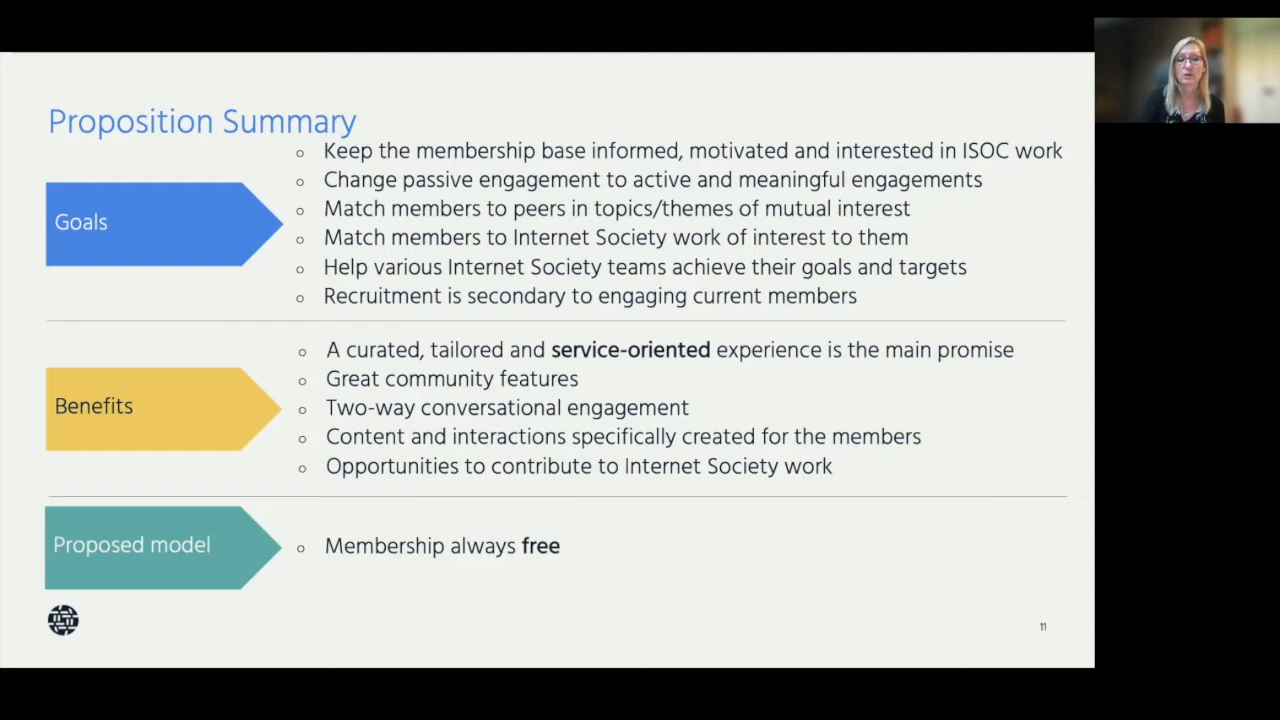 Proposition Summary
Goals
○ Keep the membership base informed, motivated and interested in ISOC work
○ Change passive engagement to active and meaningful engagements
○ Match members to peers in topics/themes of mutual interest
○ Match members to Internet Society work of interest to them
○ Help various Internet Society teams achieve their goals and targets
○ Recruitment is secondary to engaging current members
Benefits
○ A curated, tailored and service-oriented experience is the main promise
○ Great community features
○ Two-way conversational engagement
○ Content and interactions specifically created for the members
○ Opportunities to contribute to Internet Society work
Proposed model
○ Membership always free
11